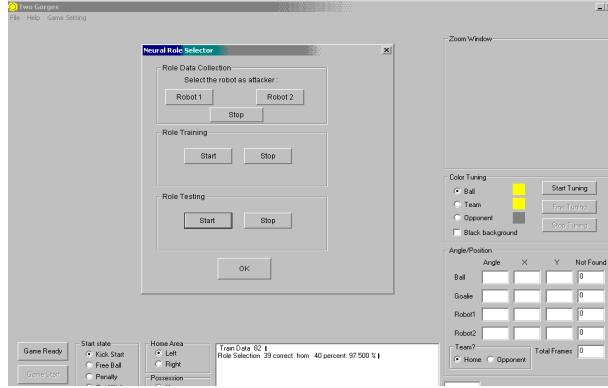 Two Gorges
File Help Game Setting
Neural Role Selector
Role Data Collection
Select the robot as attacker :
Robot 1 Robot 2
Stop
Role Training
Start Stop
Role Testing
Start Stop
OK
Zoom Window
Color Tuning
Ball
Team
Opponent
Black background
Start Tuning
Stop Tuning
Angle/Position
Angle X Y Not Found
Ball 0
Goalie 0
Robot1 0
Robot2 0
Team?
Home Opponent
Total Frames 0
Game Ready
Game Start
Start state
Kick Start
Free Ball
Penalty
Home Area
Left
Right
Possession
Train Data 82
Role Selection 39 correct from 40 percent: 97.500 %